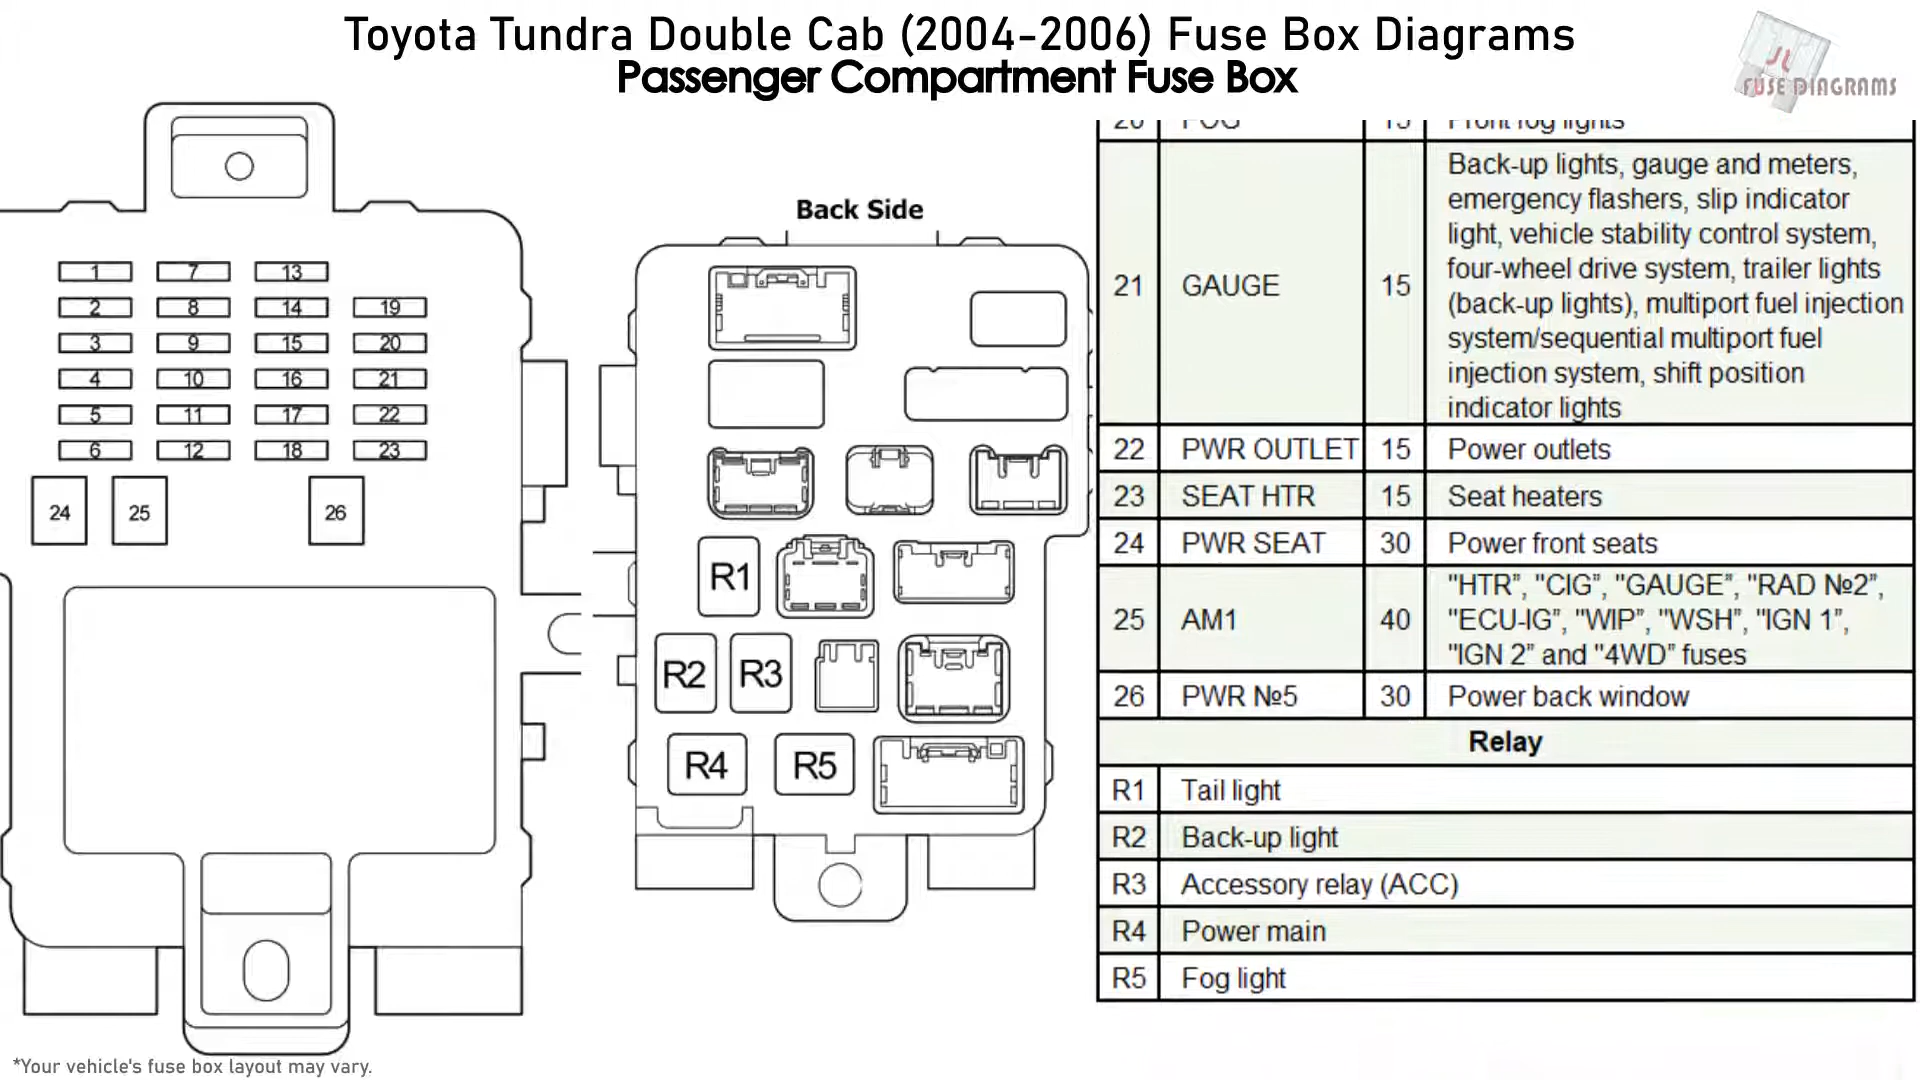 Toyota Tundra Double Cab (2004-2006) Fuse Box Diagrams
Passenger Compartment Fuse Box
JL
FUSE DIAGRAMS
1 7 13
2 8 14 19
3 9 15 20
4 10 16 21
5 11 17 22
6 12 18 23
24 25 26
Back Side
R1
R2 R3
R4 R5
20 FOG 15 Front fog lights
21 GAUGE 15 Back-up lights, gauge and meters,
emergency flashers, slip indicator
light, vehicle stability control system,
four-wheel drive system, trailer lights
(back-up lights), multiport fuel injection
system/sequential multiport fuel
injection system, shift position
indicator lights
22 PWR OUTLET 15 Power outlets
23 SEAT HTR 15 Seat heaters
24 PWR SEAT 30 Power front seats
25 AM1 40 "HTR”, "CIG”, "GAUGE”, "RAD №2”,
"ECU-IG”, "WIP”, "WSH”, "IGN 1”,
"IGN 2” and "4WD” fuses
26 PWR №5 30 Power back window
Relay
R1 Tail light
R2 Back-up light
R3 Accessory relay (ACC)
R4 Power main
R5 Fog light
*Your vehicle's fuse box layout may vary.